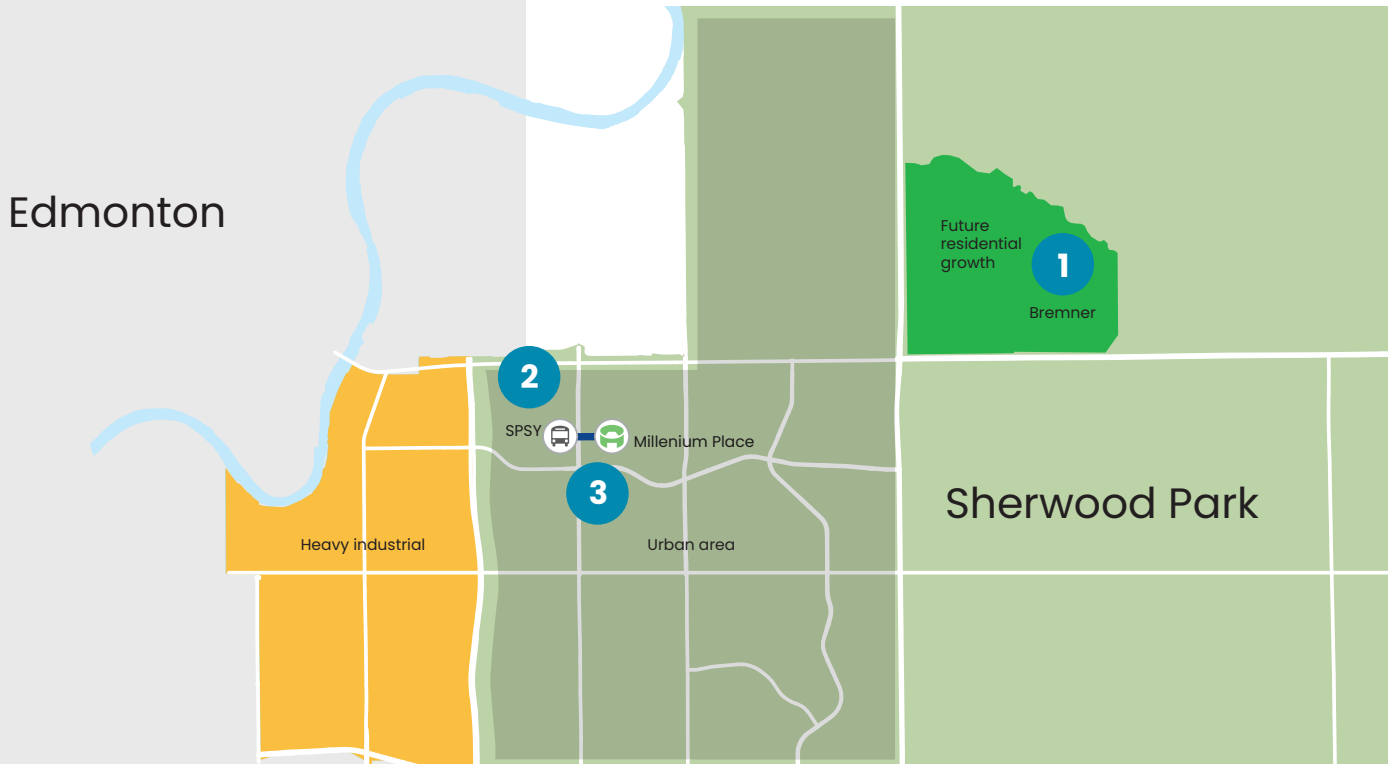 Edmonton
Future
residential
growth
1
Bremner
2
SPSY
Millenium Place
3
Sherwood Park
Heavy industrial
Urban area